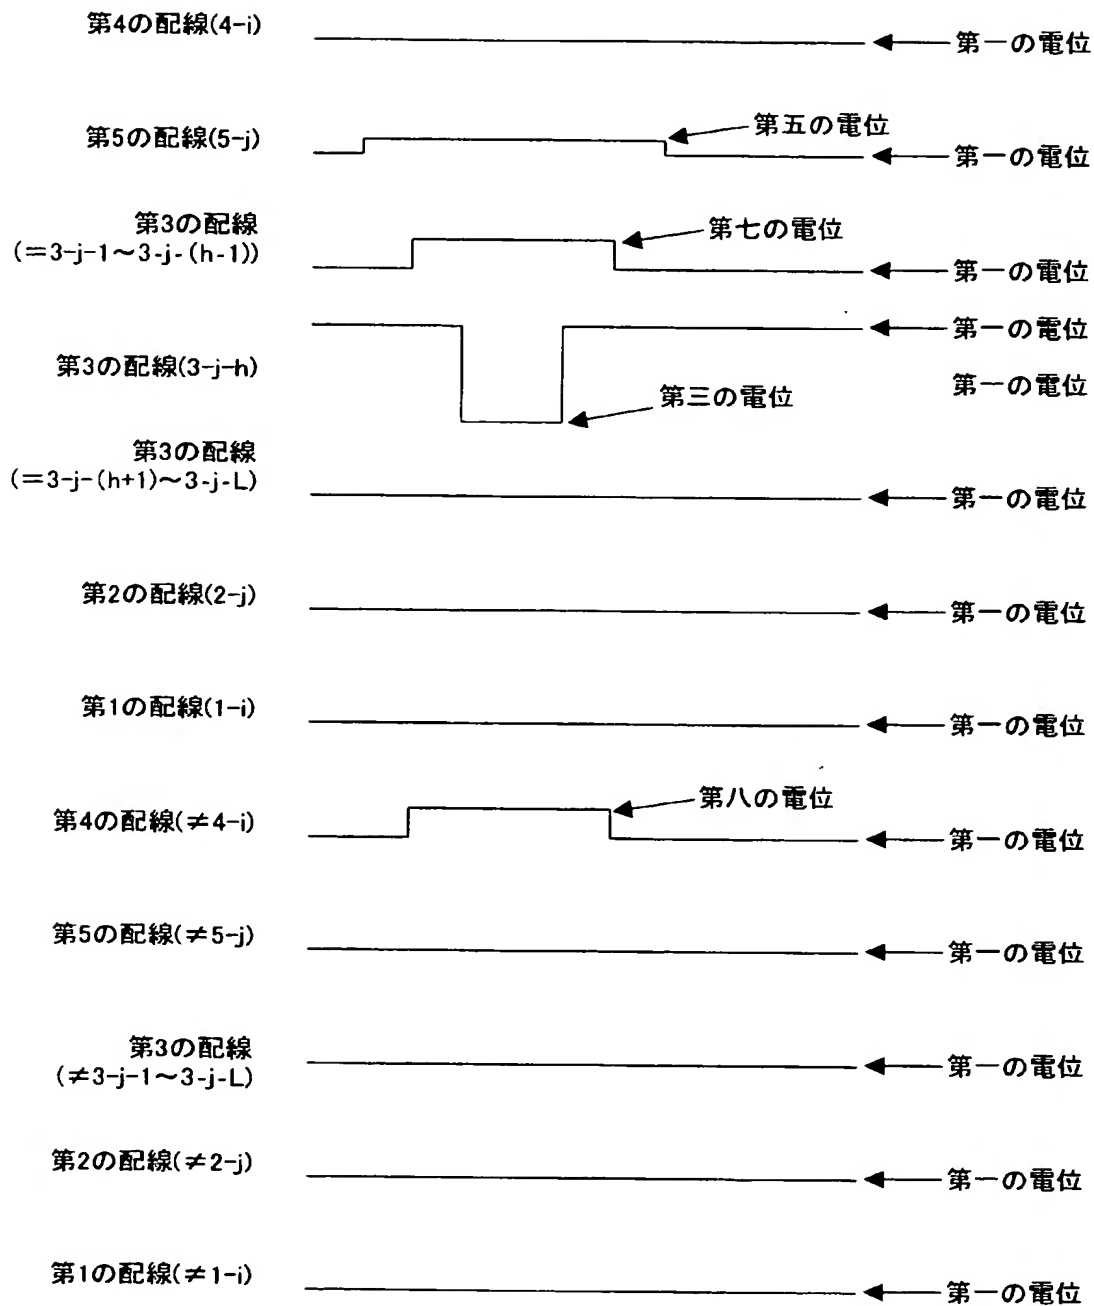 第4の配線(4-i)
第一の電位
第5の配線(5-j)
第五の電位
第一の電位
第3の配線
(=3-j-1～3-j-(h-1))
第七の電位
第一の電位
第一の電位
第3の配線(3-j-h)
第一の電位
第三の電位
第3の配線
(=3-j-(h+1)～3-j-L)
第一の電位
第2の配線(2-j)
第一の電位
第1の配線(1-i)
第一の電位
第4の配線(≠4-i)
第八の電位
第一の電位
第5の配線(≠5-j)
第一の電位
第3の配線
(≠3-j-1～3-j-L)
第一の電位
第2の配線(≠2-j)
第一の電位
第1の配線(≠1-i)
第一の電位